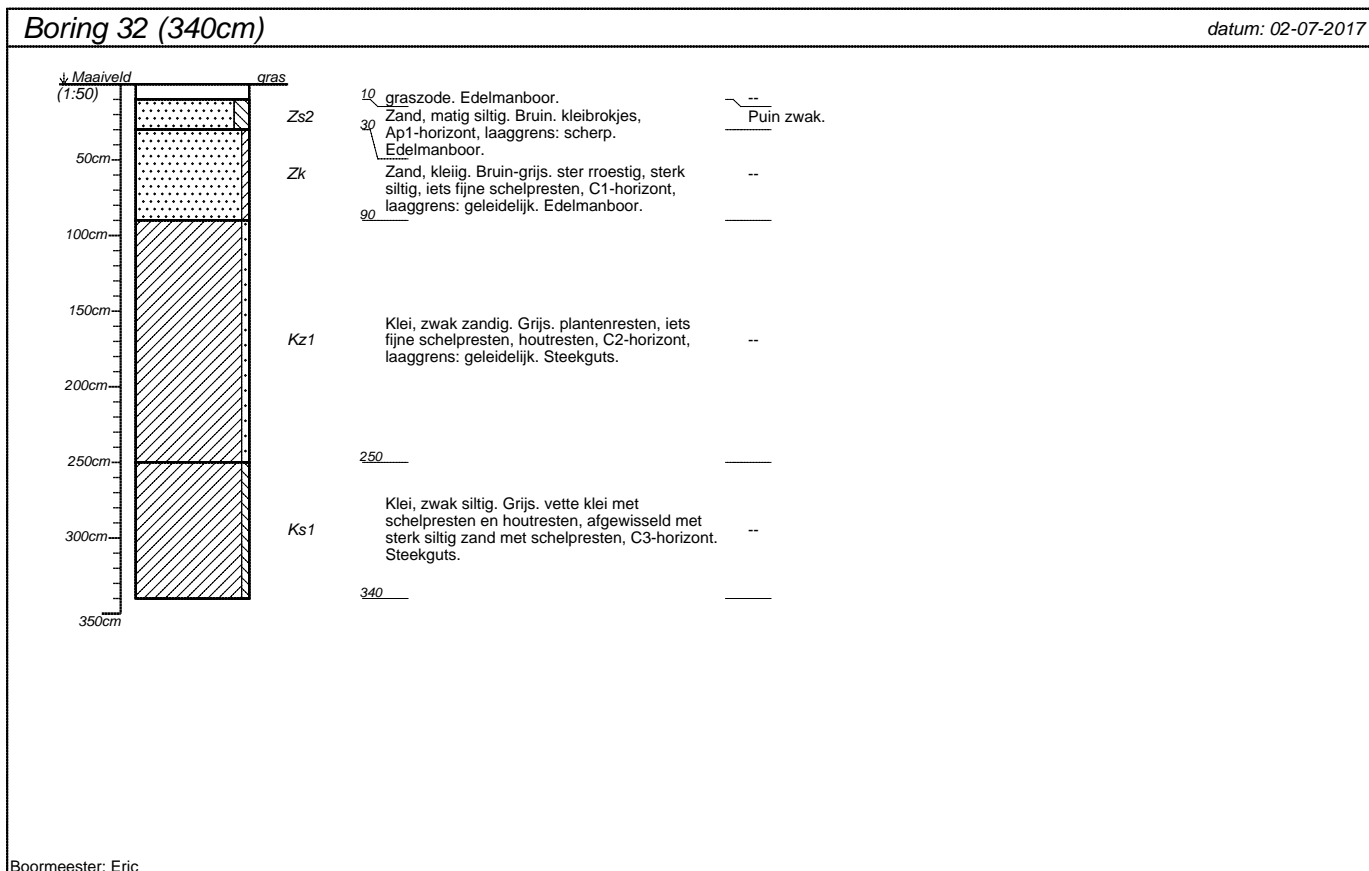 Boring 32 (340cm)
datum: 02-07-2017
Maaiveld
gras
(1:50)
10
graszode. Edelmanboor.
--
Zs2
Zand, matig siltig. Bruin. kleibrokjes,
Ap1-horizont, laaggrens: scherp.
Edelmanboor.
Puin zwak.
30
50cm
Zk
Zand, kleiig. Bruin-grijs. ster rroestig, sterk
siltig, iets fijne schelpresten, C1-horizont,
laaggrens: geleidelijk. Edelmanboor.
--
90
100cm
150cm
Kz1
Klei, zwak zandig. Grijs. plantenresten, iets
fijne schelpresten, houtresten, C2-horizont,
laaggrens: geleidelijk. Steekguts.
--
200cm
250cm
250
Ks1
Klei, zwak siltig. Grijs. vette klei met
schelpresten en houtresten, afgewisseld met
sterk siltig zand met schelpresten, C3-horizont.
Steekguts.
--
300cm
340
350cm
Boormeester: Eric